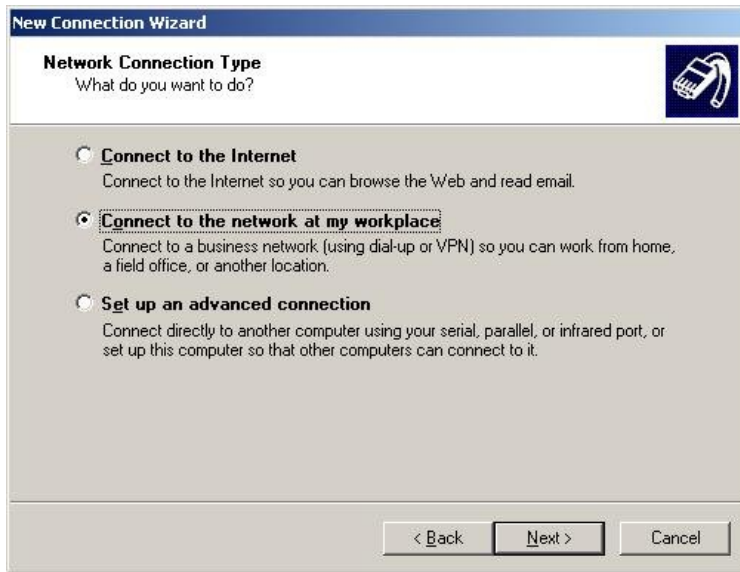 New Connection Wizard
Network Connection Type
What do you want to do?
Connect to the Internet
Connect to the Internet so you can browse the Web and read email.
Connect to the network at my workplace
Connect to a business network (using dial-up or VPN) so you can work from home,
a field office, or another location.
Set up an advanced connection
Connect directly to another computer using your serial, parallel, or infrared port, or
set up this computer so that other computers can connect to it.
< Back Next > Cancel